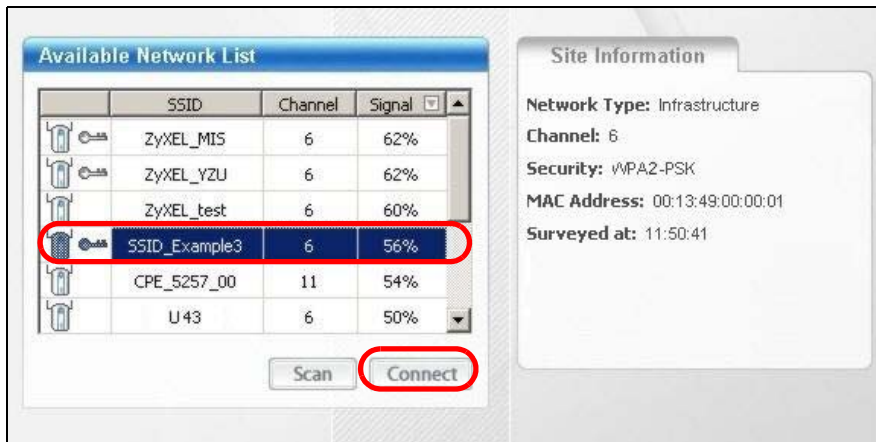 Available Network List
SSID Channel Signal
ZyXEL_MIS 6 62%
ZyXEL_YZU 6 62%
ZyXEL_test 6 60%
SSID_Example3 6 56%
CPE_5257_00 11 54%
U43 6 50%
Scan Connect
Site Information
Network Type: Infrastructure
Channel: 6
Security: WPA2-PSK
MAC Address: 00:13:49:00:00:01
Surveyed at: 11:50:41